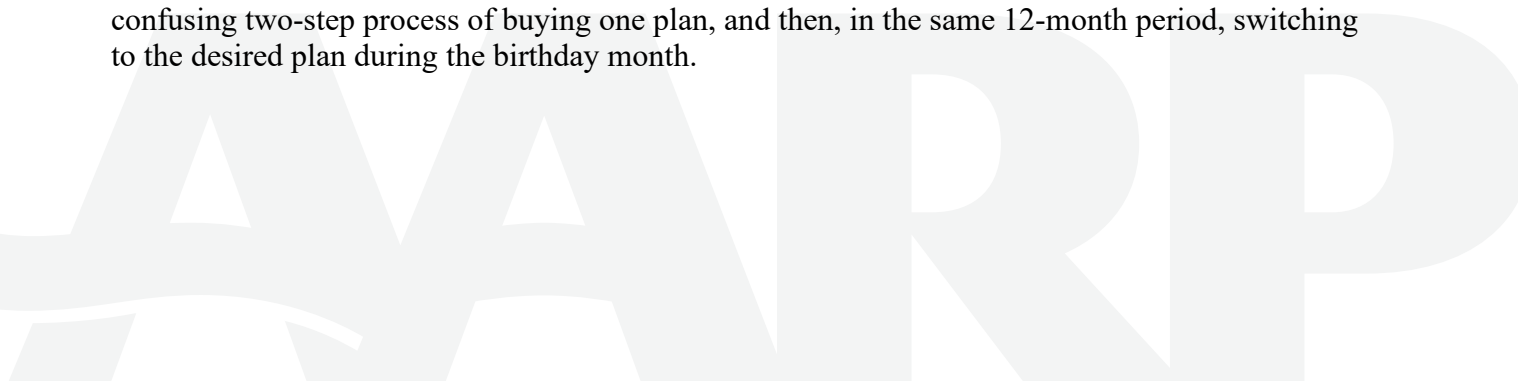 confusing two-step process of buying one plan, and then, in the same 12-month period, switching
to the desired plan during the birthday month.
AARP